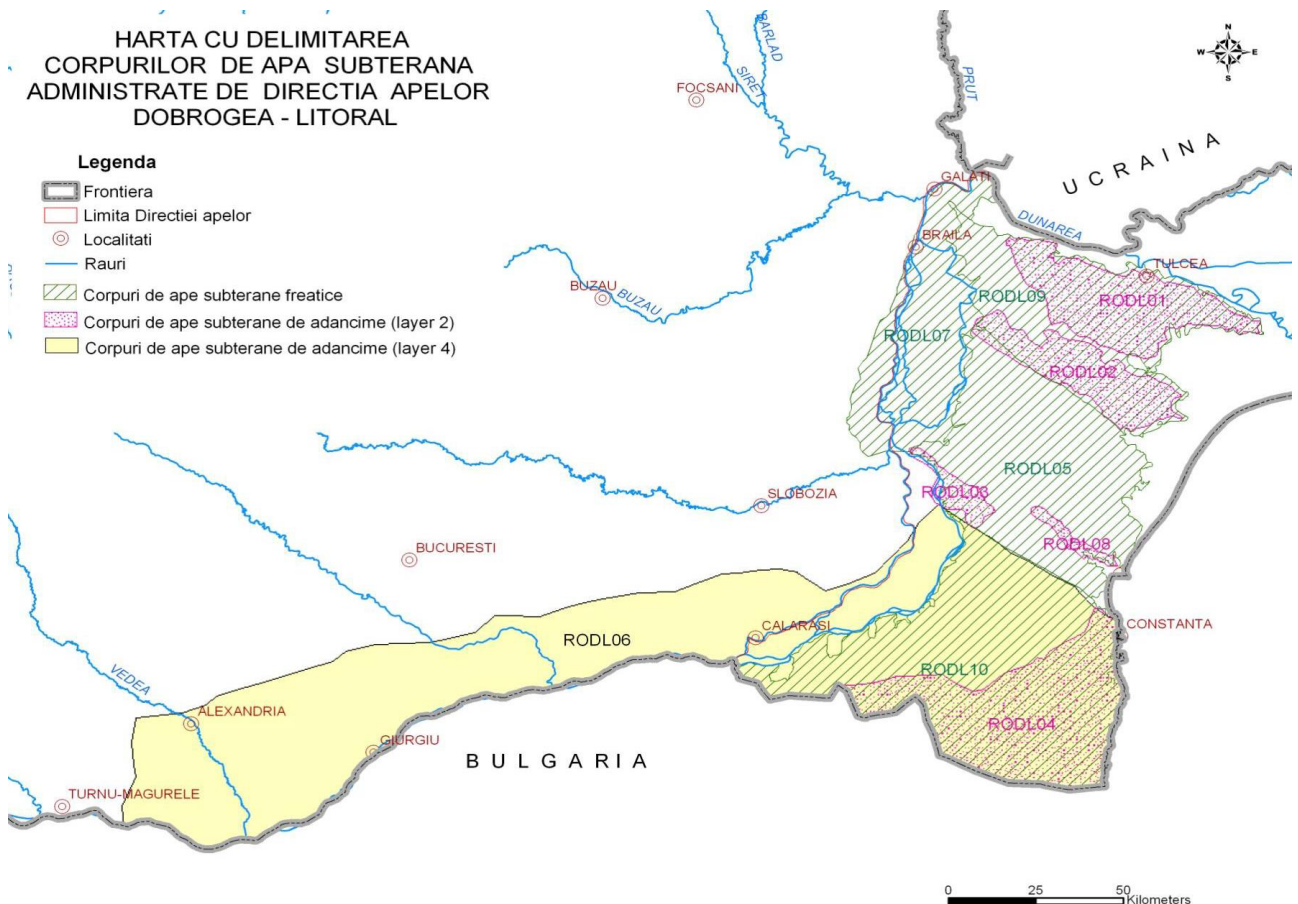 HARTA CU DELIMITAREA
CORPURILOR DE APA SUBTERANA
ADMINISTRATE DE DIRECTIA APELOR
DOBROGEA - LITORAL
Legenda
Frontiera
Limita Directiei apelor
Localitati
Rauri
Corpuri de ape subterane freatice
Corpuri de ape subterane de adancime (layer 2)
Corpuri de ape subterane de adancime (layer 4)
N
W
E
S
BARLAD
SIRET
PRUT
FOCSANI
UCRAINA
GALATI
DUNAREA
BRAILA
TULCEA
BUZAU
BUZAU
RODL09
RODL01
RODL07
RODL02
RODL05
SLOBOZIA
RODL03
RODL08
BUCURESTI
CALARASI
CONSTANTA
RODL06
RODL10
VEDEA
ALEXANDRIA
RODL04
GIURGIU
BULGARIA
TURNU-MAGURELE
0 25 50
Kilometers